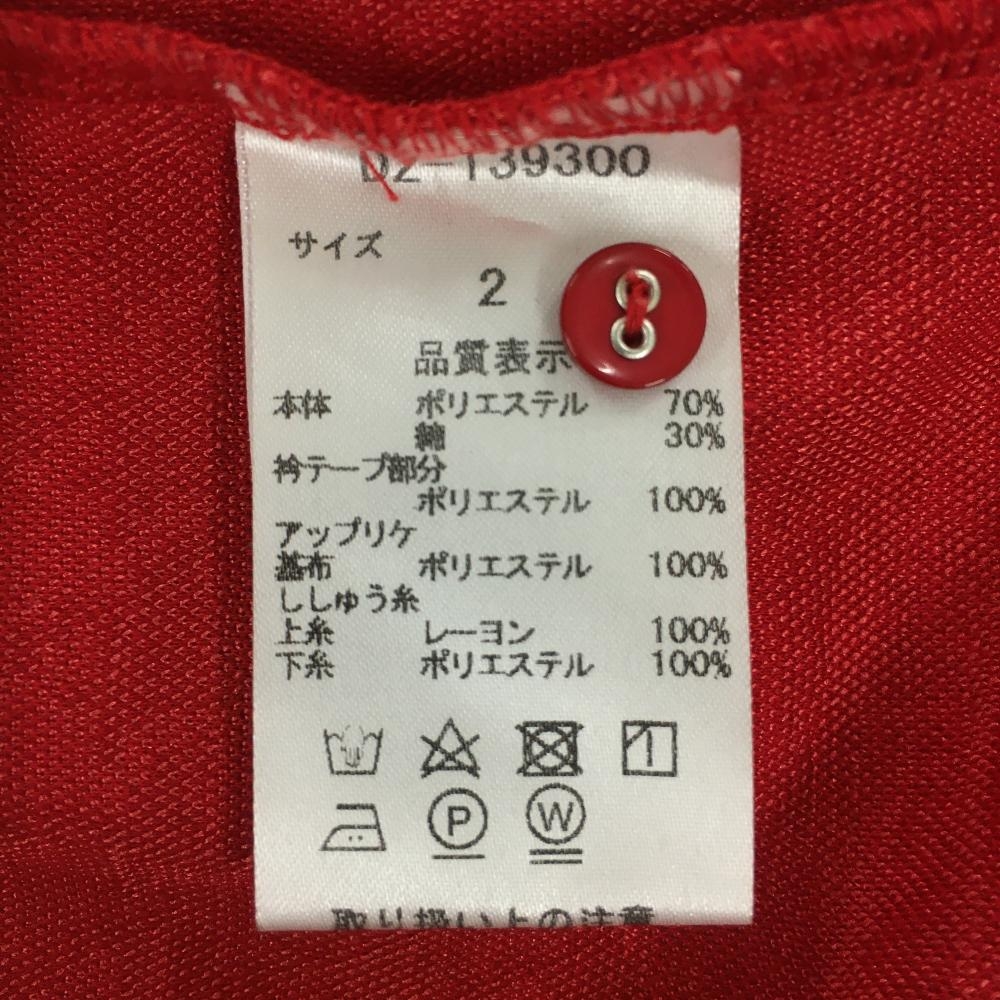 DZ-T39300
サイズ
2
品質表示
本体 ポリエステル 70%
綿 30%
衿テープ部分
ポリエステル 100%
アップリケ
基布 ポリエステル 100%
ししゅう糸
上糸 レーヨン 100%
下糸 ポリエステル 100%
P W
取り扱い上の注意